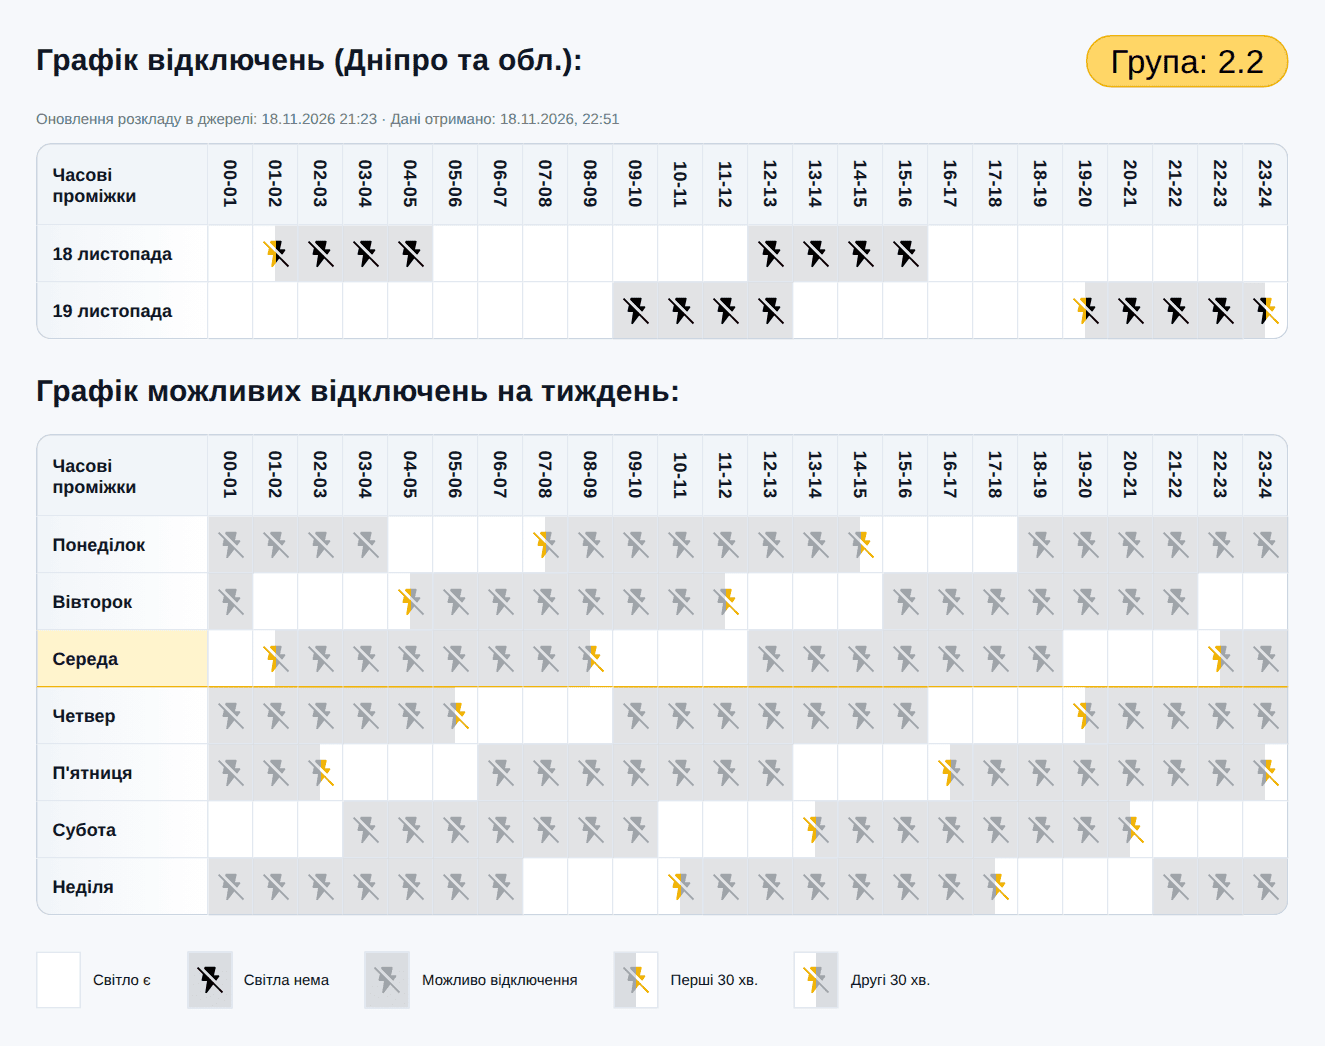 Графік відключень (Дніпро та обл.):
Група: 2.2
Оновлення розкладу в джерелі: 18.11.2026 21:23 · Дані отримано: 18.11.2026, 22:51
Часові проміжки 00-01 01-02 02-03 03-04 04-05 05-06 06-07 07-08 08-09 09-10 10-11 11-12 12-13 13-14 14-15 15-16 16-17 17-18 18-19 19-20 20-21 21-22 22-23 23-24
18 листопада
19 листопада
Графік можливих відключень на тиждень:
Часові проміжки 00-01 01-02 02-03 03-04 04-05 05-06 06-07 07-08 08-09 09-10 10-11 11-12 12-13 13-14 14-15 15-16 16-17 17-18 18-19 19-20 20-21 21-22 22-23 23-24
Понеділок
Вівторок
Середа
Четвер
П'ятниця
Субота
Неділя
Світло є Світла нема Можливо відключення Перші 30 хв. Другі 30 хв.